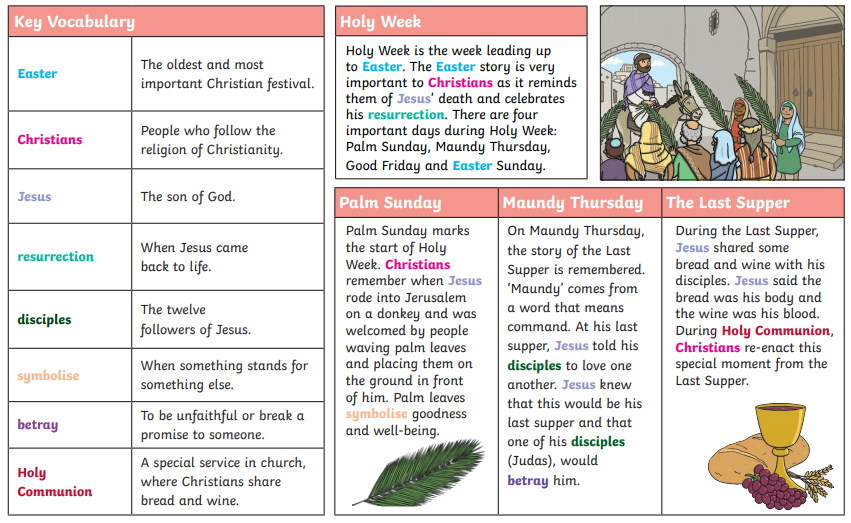 Key Vocabulary
Easter
The oldest and most
important Christian festival.
Christians
People who follow the
religion of Christianity.
Jesus
The son of God.
resurrection
When Jesus came
back to life.
disciples
The twelve
followers of Jesus.
symbolise
When something stands for
something else.
betray
To be unfaithful or break a
promise to someone.
Holy
Communion
A special service in church,
where Christians share
bread and wine.
Holy Week
Holy Week is the week leading up
to Easter. The Easter story is very
important to Christians as it reminds
them of Jesus' death and celebrates
his resurrection. There are four
important days during Holy Week:
Palm Sunday, Maundy Thursday,
Good Friday and Easter Sunday.
Palm Sunday
Palm Sunday marks
the start of Holy
Week. Christians
remember when Jesus
rode into Jerusalem
on a donkey and was
welcomed by people
waving palm leaves
and placing them on
the ground in front
of him. Palm leaves
symbolise goodness
and well-being.
Maundy Thursday
On Maundy Thursday,
the story of the Last
Supper is remembered.
'Maundy' comes from
a word that means
command. At his last
supper, Jesus told his
disciples to love one
another. Jesus knew
that this would be his
last supper and that
one of his disciples
(Judas), would
betray him.
The Last Supper
During the Last Supper,
Jesus shared some
bread and wine with his
disciples. Jesus said the
bread was his body and
the wine was his blood.
During Holy Communion,
Christians re-enact this
special moment from the
Last Supper.